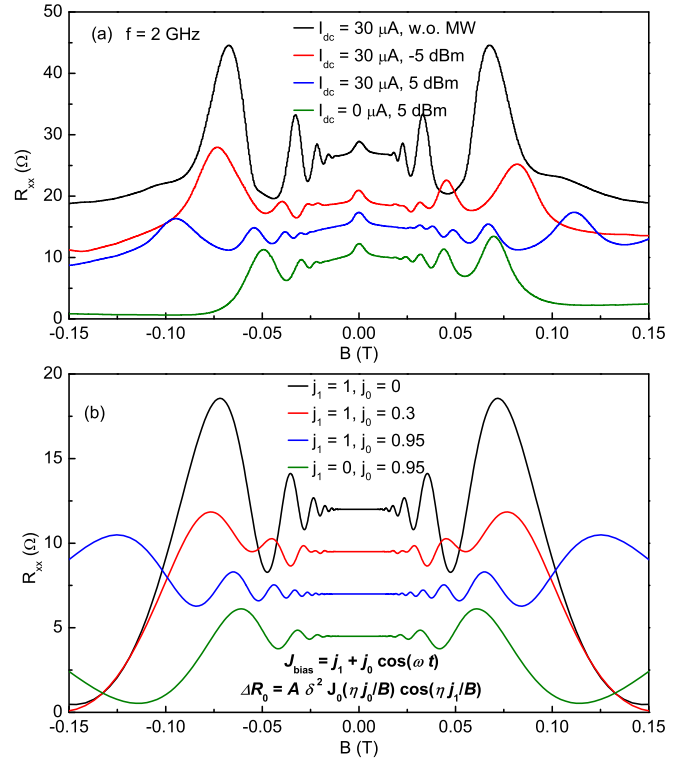 (a) f = 2 GHz
I_dc = 30 μA, w.o. MW
I_dc = 30 μA, -5 dBm
I_dc = 30 μA, 5 dBm
I_dc = 0 μA, 5 dBm
R_xx (Ω)
50
40
30
20
10
0
-0.15 -0.10 -0.05 0.00 0.05 0.10 0.15
B (T)
(b)
j_1 = 1, j_0 = 0
j_1 = 1, j_0 = 0.3
j_1 = 1, j_0 = 0.95
j_1 = 0, j_0 = 0.95
R_xx (Ω)
20
15
10
5
0
J_bias = j_1 + j_0 cos(ω t)
ΔR_0 = A δ^2 J_0(η j_0/B) cos(η j_1/B)
-0.15 -0.10 -0.05 0.00 0.05 0.10 0.15
B (T)